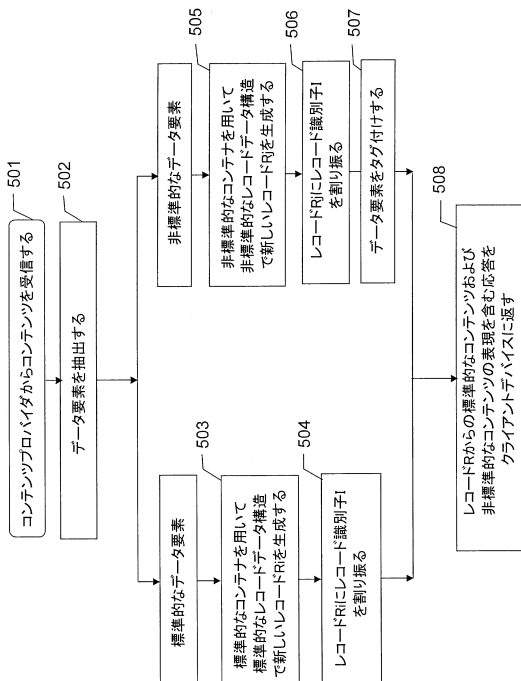 501
コンテンツプロバイダからコンテンツを受信する
502
データ要素を抽出する
標準的なデータ要素
503
標準的なコンテナを用いて
標準的なレコードデータ構造
で新しいレコードRiを生成する
504
レコードRiにレコード識別子I
を割り振る
非標準的なデータ要素
505
非標準的なコンテナを用いて
非標準的なレコードデータ構造
で新しいレコードRjを生成する
506
レコードRjにレコード識別子I
を割り振る
507
データ要素をタグ付けする
508
レコードRからの標準的なコンテンツおよび
非標準的なコンテンツの表現を含む応答を
クライアントデバイスに返す